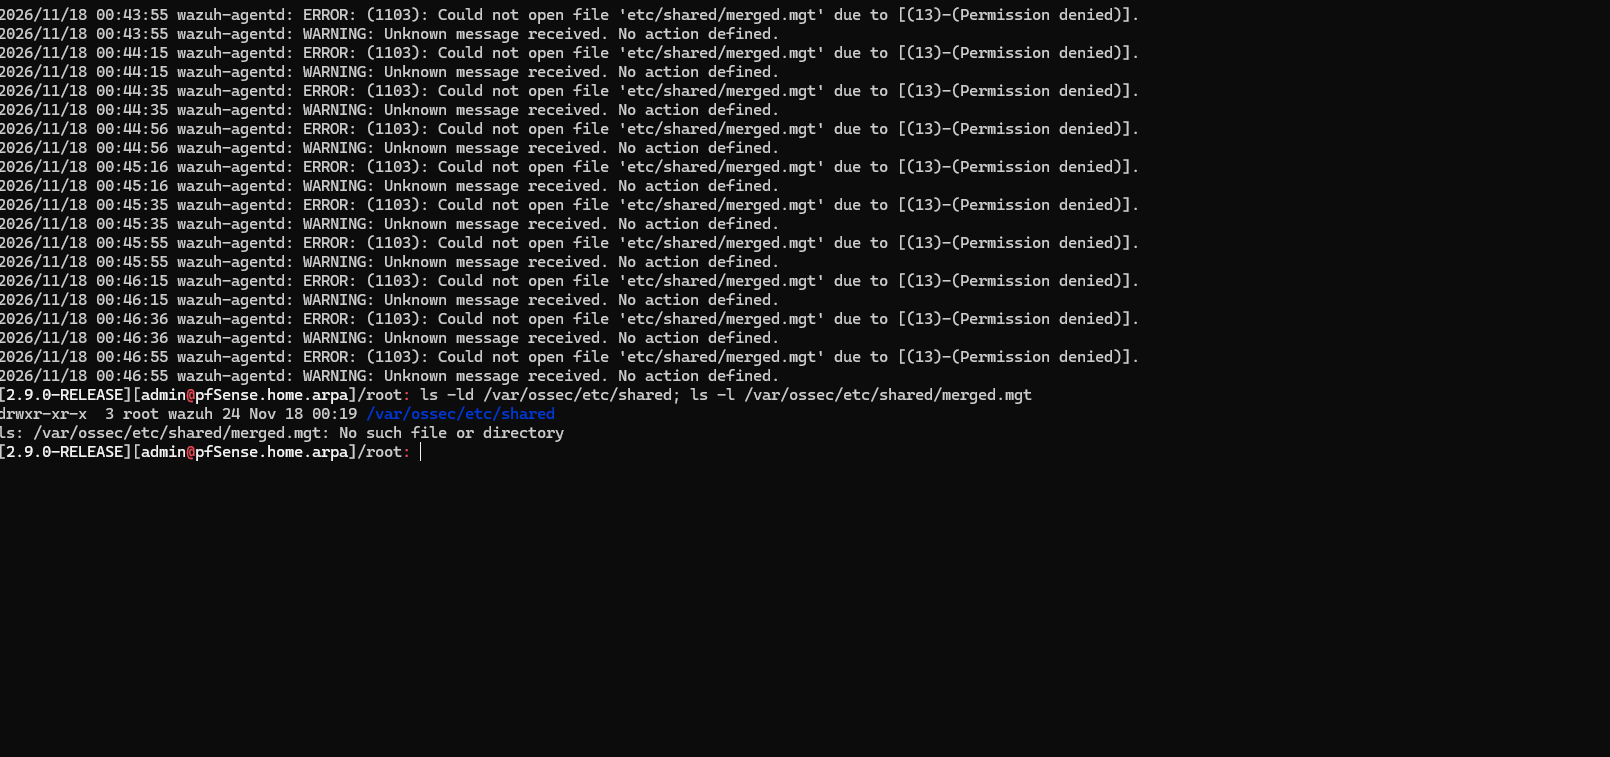 2026/11/18 00:43:55 wazuh-agentd: ERROR: (1103): Could not open file 'etc/shared/merged.mgt' due to [(13)-(Permission denied)].
2026/11/18 00:43:55 wazuh-agentd: WARNING: Unknown message received. No action defined.
2026/11/18 00:44:15 wazuh-agentd: ERROR: (1103): Could not open file 'etc/shared/merged.mgt' due to [(13)-(Permission denied)].
2026/11/18 00:44:15 wazuh-agentd: WARNING: Unknown message received. No action defined.
2026/11/18 00:44:35 wazuh-agentd: ERROR: (1103): Could not open file 'etc/shared/merged.mgt' due to [(13)-(Permission denied)].
2026/11/18 00:44:35 wazuh-agentd: WARNING: Unknown message received. No action defined.
2026/11/18 00:44:56 wazuh-agentd: ERROR: (1103): Could not open file 'etc/shared/merged.mgt' due to [(13)-(Permission denied)].
2026/11/18 00:44:56 wazuh-agentd: WARNING: Unknown message received. No action defined.
2026/11/18 00:45:16 wazuh-agentd: ERROR: (1103): Could not open file 'etc/shared/merged.mgt' due to [(13)-(Permission denied)].
2026/11/18 00:45:16 wazuh-agentd: WARNING: Unknown message received. No action defined.
2026/11/18 00:45:35 wazuh-agentd: ERROR: (1103): Could not open file 'etc/shared/merged.mgt' due to [(13)-(Permission denied)].
2026/11/18 00:45:35 wazuh-agentd: WARNING: Unknown message received. No action defined.
2026/11/18 00:45:55 wazuh-agentd: ERROR: (1103): Could not open file 'etc/shared/merged.mgt' due to [(13)-(Permission denied)].
2026/11/18 00:45:55 wazuh-agentd: WARNING: Unknown message received. No action defined.
2026/11/18 00:46:15 wazuh-agentd: ERROR: (1103): Could not open file 'etc/shared/merged.mgt' due to [(13)-(Permission denied)].
2026/11/18 00:46:15 wazuh-agentd: WARNING: Unknown message received. No action defined.
2026/11/18 00:46:36 wazuh-agentd: ERROR: (1103): Could not open file 'etc/shared/merged.mgt' due to [(13)-(Permission denied)].
2026/11/18 00:46:36 wazuh-agentd: WARNING: Unknown message received. No action defined.
2026/11/18 00:46:55 wazuh-agentd: ERROR: (1103): Could not open file 'etc/shared/merged.mgt' due to [(13)-(Permission denied)].
2026/11/18 00:46:55 wazuh-agentd: WARNING: Unknown message received. No action defined.
[2.9.0-RELEASE][admin@pfSense.home.arpa]/root: ls -ld /var/ossec/etc/shared; ls -l /var/ossec/etc/shared/merged.mgt
drwxr-xr-x  3 root wazuh 24 Nov 18 00:19 /var/ossec/etc/shared
ls: /var/ossec/etc/shared/merged.mgt: No such file or directory
[2.9.0-RELEASE][admin@pfSense.home.arpa]/root: